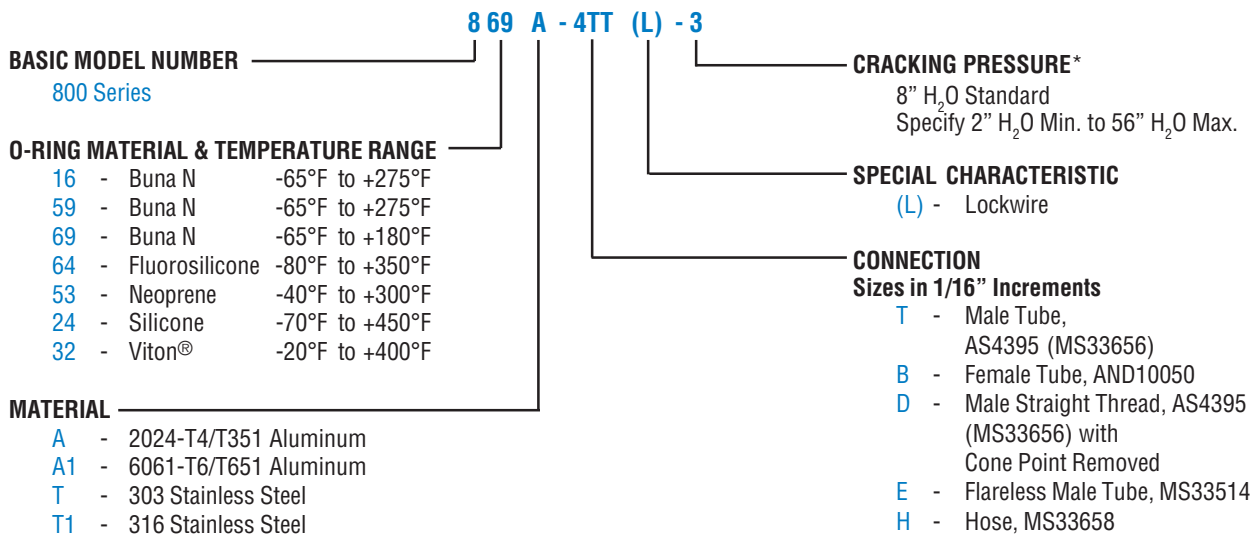 8 69 A - 4TT (L) - 3
BASIC MODEL NUMBER
800 Series
O-RING MATERIAL & TEMPERATURE RANGE
16 - Buna N -65°F to +275°F
59 - Buna N -65°F to +275°F
69 - Buna N -65°F to +180°F
64 - Fluorosilicone -80°F to +350°F
53 - Neoprene -40°F to +300°F
24 - Silicone -70°F to +450°F
32 - Viton® -20°F to +400°F
MATERIAL
A - 2024-T4/T351 Aluminum
A1 - 6061-T6/T651 Aluminum
T - 303 Stainless Steel
T1 - 316 Stainless Steel
CRACKING PRESSURE*
8” H₂O Standard
Specify 2” H₂O Min. to 56” H₂O Max.
SPECIAL CHARACTERISTIC
(L) - Lockwire
CONNECTION
Sizes in 1/16” Increments
T - Male Tube,
AS4395 (MS33656)
B - Female Tube, AND10050
D - Male Straight Thread, AS4395
(MS33656) with
Cone Point Removed
E - Flareless Male Tube, MS33514
H - Hose, MS33658